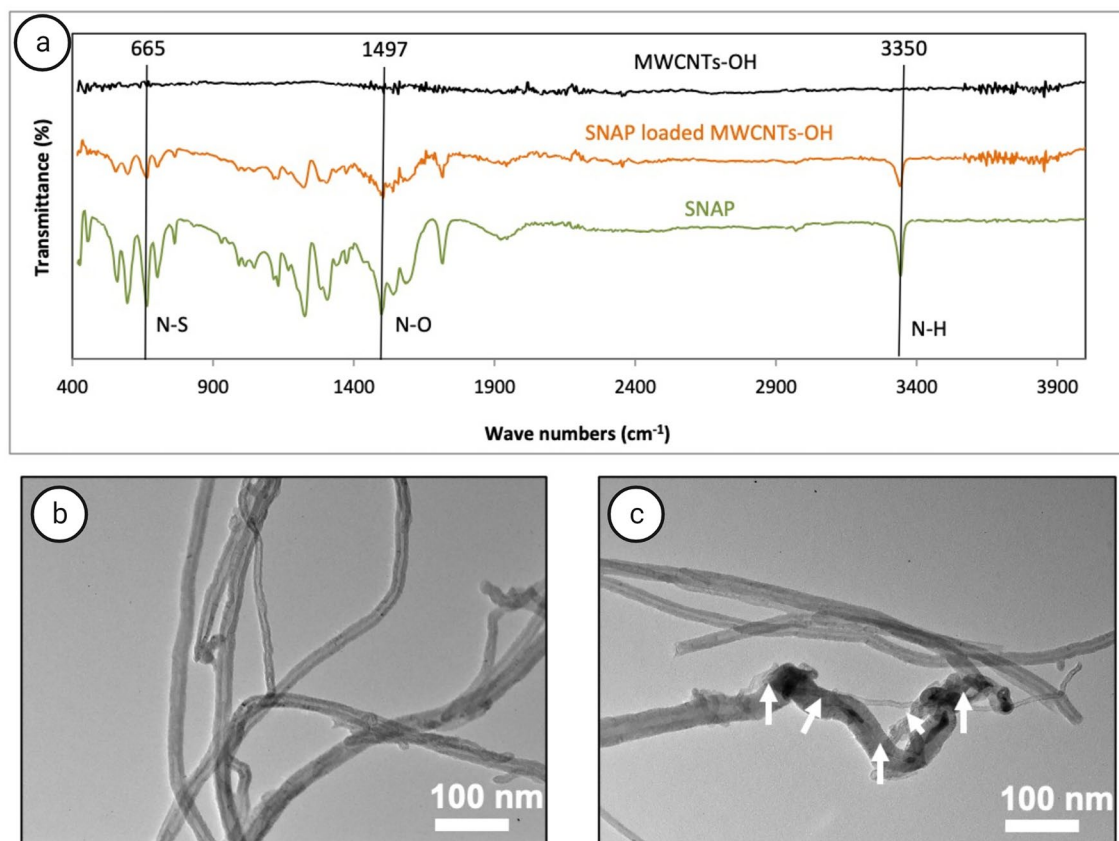 a
665 1497 3350
MWCNTs-OH
SNAP loaded MWCNTs-OH
SNAP
N-S N-O N-H
Transmittance (%)
400 900 1400 1900 2400 2900 3400 3900
Wave numbers (cm⁻¹)
b
100 nm
c
100 nm